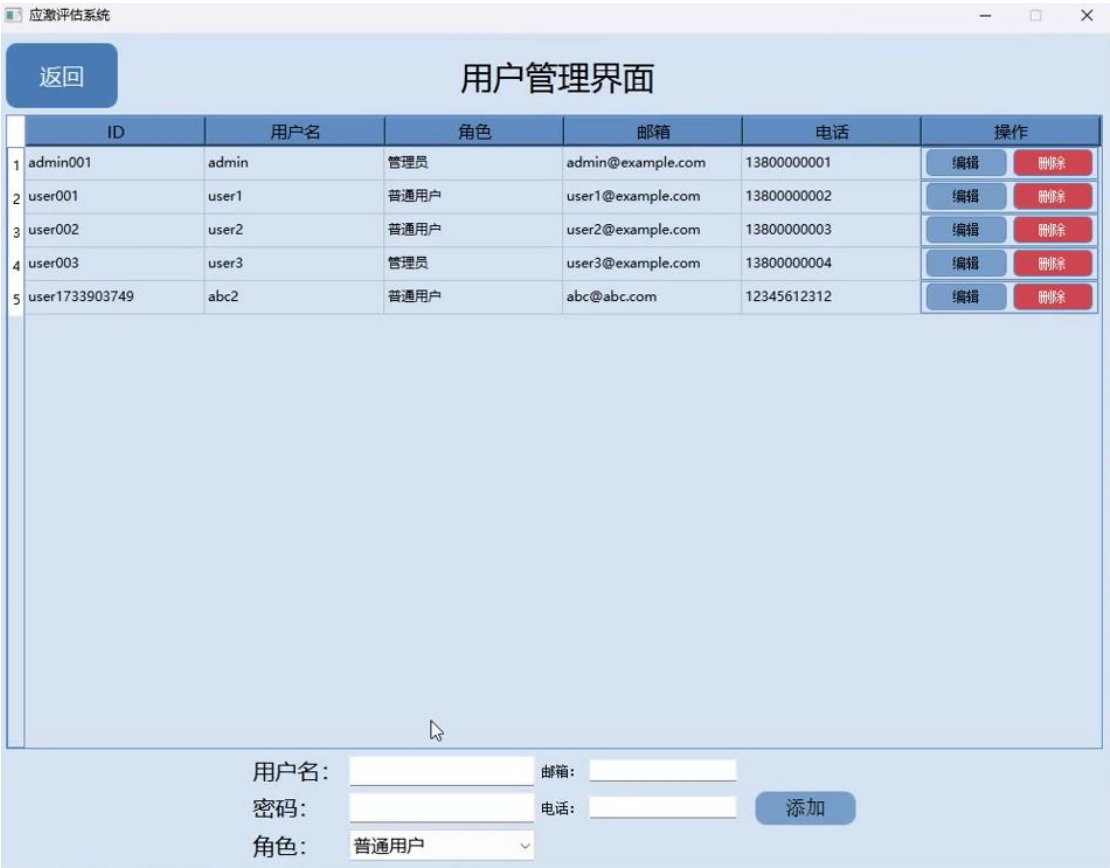 应激评估系统
返回
用户管理界面
ID 用户名 角色 邮箱 电话 操作
1 admin001 admin 管理员 admin@example.com 13800000001 编辑 删除
2 user001 user1 普通用户 user1@example.com 13800000002 编辑 删除
3 user002 user2 普通用户 user2@example.com 13800000003 编辑 删除
4 user003 user3 管理员 user3@example.com 13800000004 编辑 删除
5 user1733903749 abc2 普通用户 abc@abc.com 12345612312 编辑 删除
用户名： 邮箱：
密码： 电话： 添加
角色： 普通用户